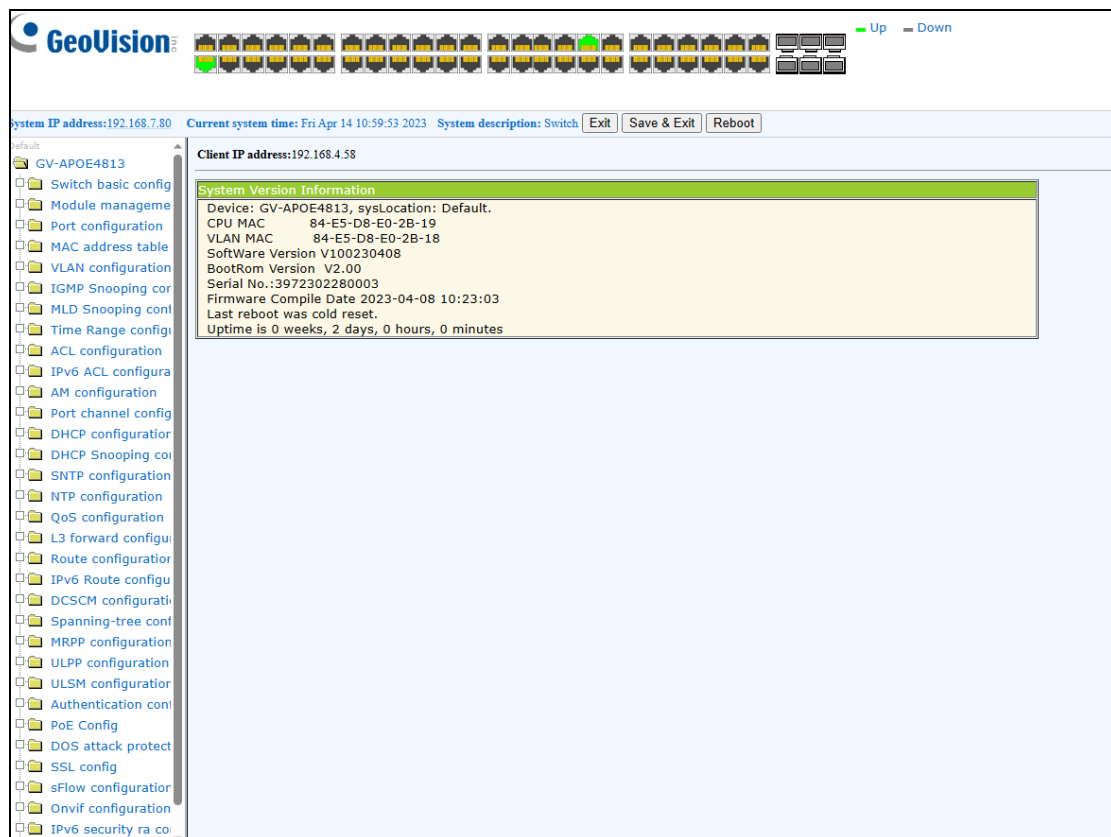 GeoVision inc
Up Down
System IP address:192.168.7.80 Current system time: Fri Apr 14 10:59:53 2023 System description: Switch Exit Save & Exit Reboot
Default
GV-APOE4813
Switch basic config
Module manageme
Port configuration
MAC address table
VLAN configuration
IGMP Snooping cor
MLD Snooping conf
Time Range configu
ACL configuration
IPv6 ACL configura
AM configuration
Port channel config
DHCP configuration
DHCP Snooping co
SNTP configuration
NTP configuration
QoS configuration
L3 forward configu
Route configuration
IPv6 Route configu
DCSCM configurati
Spanning-tree conf
MRPP configuration
ULPP configuration
ULSM configuration
Authentication conf
PoE Config
DOS attack protect
SSL config
sFlow configuration
Onvif configuration
IPv6 security ra co
Client IP address:192.168.4.58
System Version Information
Device: GV-APOE4813, sysLocation: Default.
CPU MAC 84-E5-D8-E0-2B-19
VLAN MAC 84-E5-D8-E0-2B-18
SoftWare Version V100230408
BootRom Version V2.00
Serial No.:3972302280003
Firmware Compile Date 2023-04-08 10:23:03
Last reboot was cold reset.
Uptime is 0 weeks, 2 days, 0 hours, 0 minutes